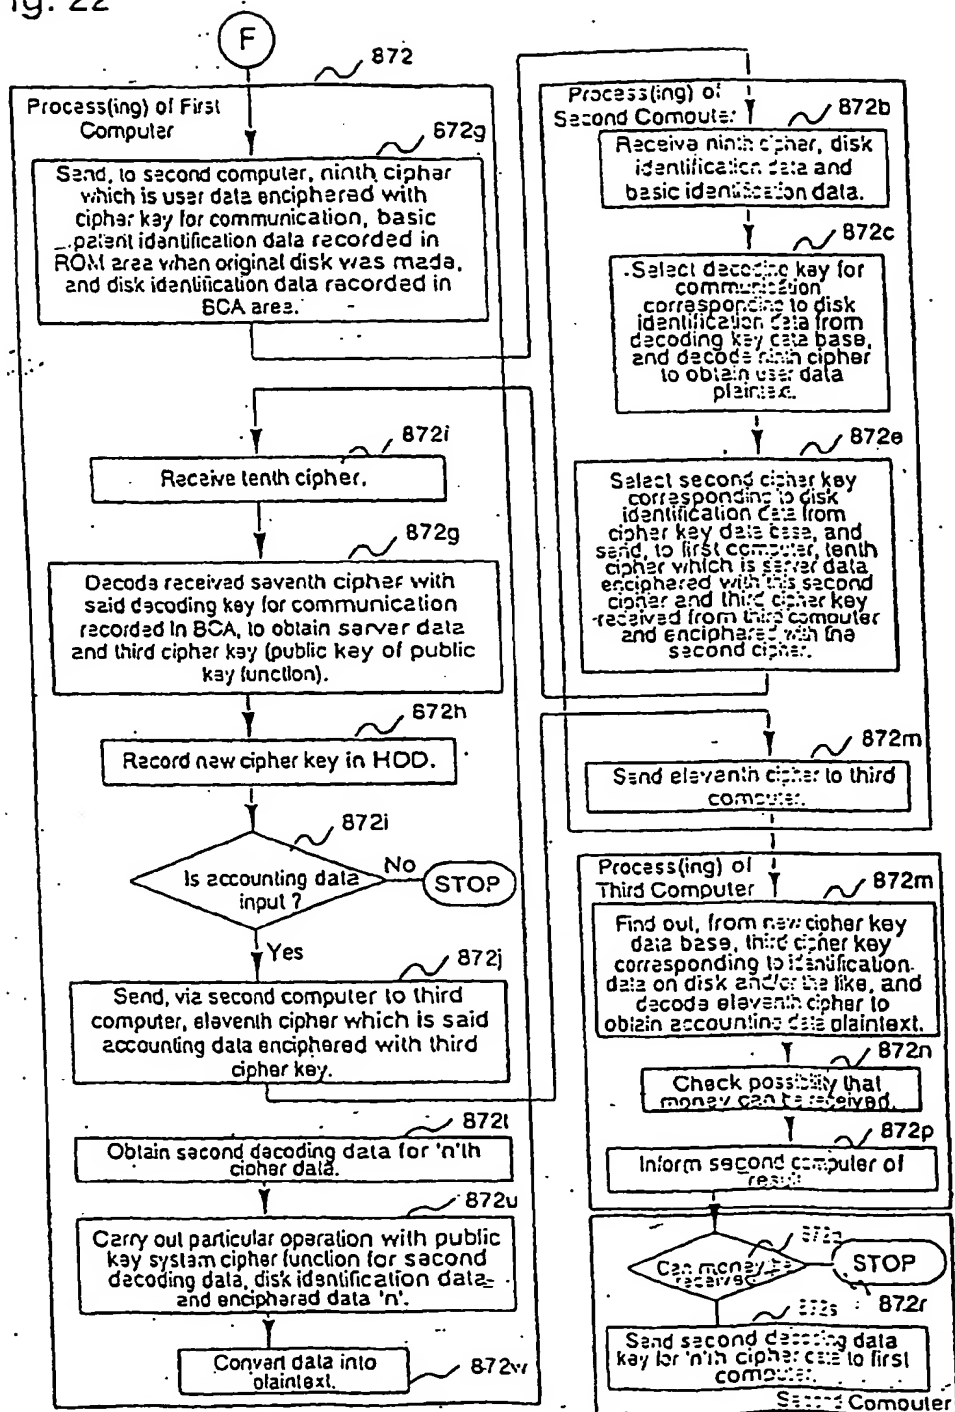 Fig. 22
F
872
Process(ing) of First
Computer
872g
Send, to second computer, ninth cipher
which is user data enciphered with
cipher key for communication, basic
patent identification data recorded in
ROM area when original disk was made,
and disk identification data recorded in
BCA area.
872i
Receive tenth cipher.
872g
Decode received seventh cipher with
said decoding key for communication
recorded in BCA, to obtain server data
and third cipher key (public key of public
key function).
872h
Record new cipher key in HDD.
872i
Is accounting data
input ?
No
STOP
Yes
872j
Send, via second computer to third
computer, eleventh cipher which is said
accounting data enciphered with third
cipher key.
872t
Obtain second decoding data for 'n'th
cipher data.
872u
Carry out particular operation with public
key system cipher function for second
decoding data, disk identification data
and enciphered data 'n'.
Convert data into
plaintext.
872w
Process(ing) of
Second Computer
872b
Receive ninth cipher, disk
identification data and
basic identification data.
872c
Select decoding key for
communication
corresponding to disk
identification data from
decoding key data base,
and decode ninth cipher
to obtain user data
plaintext.
872e
Select second cipher key
corresponding to disk
identification data from
cipher key data base, and
send, to first computer, tenth
cipher which is server data
enciphered with this second
cipher and third cipher key
received from third computer
and enciphered with the
second cipher.
872m
Send eleventh cipher to third
computer.
Process(ing) of
Third Computer
872m
Find out, from new cipher key
data base, third cipher key
corresponding to identification
data on disk and/or the like, and
decode eleventh cipher to
obtain accounting data plaintext.
872n
Check possibility that
money can be received.
872p
Inform second computer of
result
Can money be
received
STOP
872r
872s
Send second decoding data
key for 'n'th cipher data to first
computer.
Second Computer